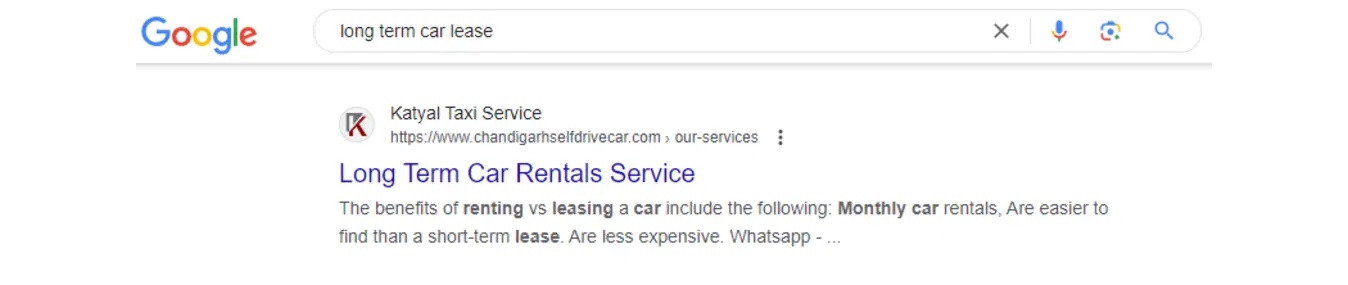 Google
long term car lease
Katyal Taxi Service
https://www.chandigarhselfdrivecar.com › our-services
Long Term Car Rentals Service
The benefits of renting vs leasing a car include the following: Monthly car rentals, Are easier to
find than a short-term lease. Are less expensive. Whatsapp - ...